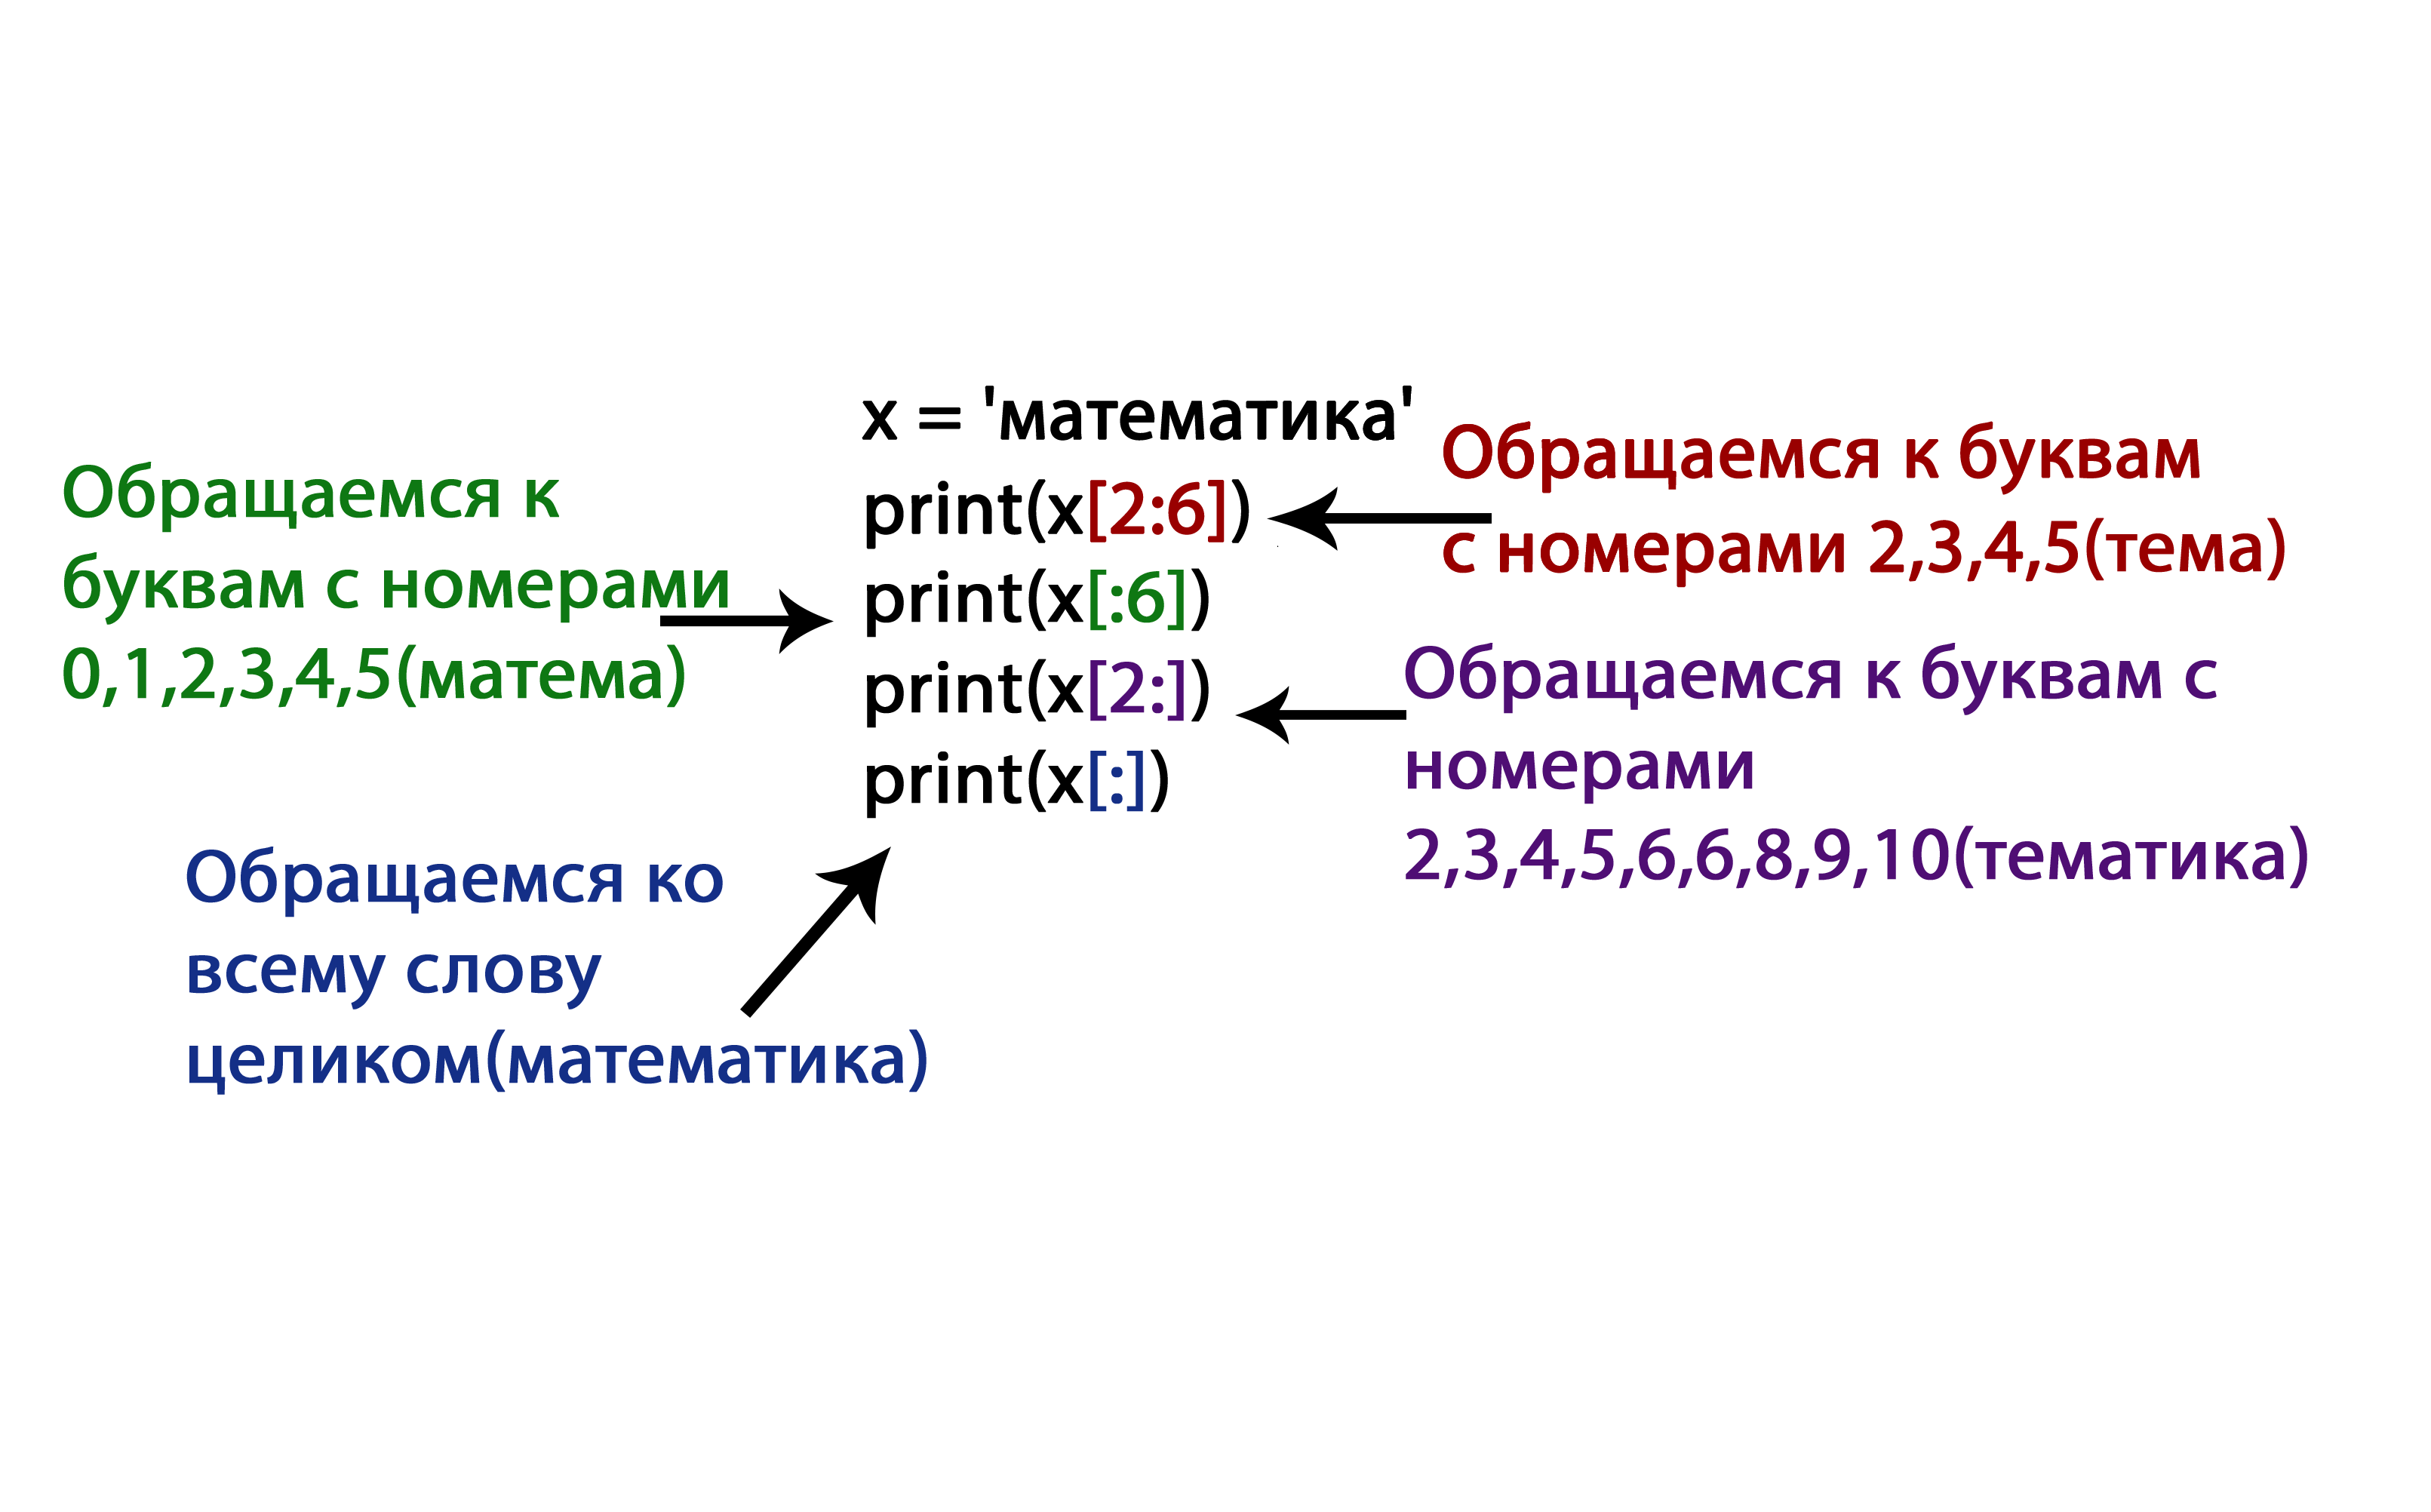 x = 'математика'
print(x[2:6])
print(x[:6])
print(x[2:])
print(x[:])
Обращаемся к
буквам с номерами
0,1,2,3,4,5(матема)
Обращаемся к буквам
с номерами 2,3,4,5(тема)
Обращаемся к буквам с
номерами
2,3,4,5,6,6,8,9,10(тематика)
Обращаемся ко
всему слову
целиком(математика)